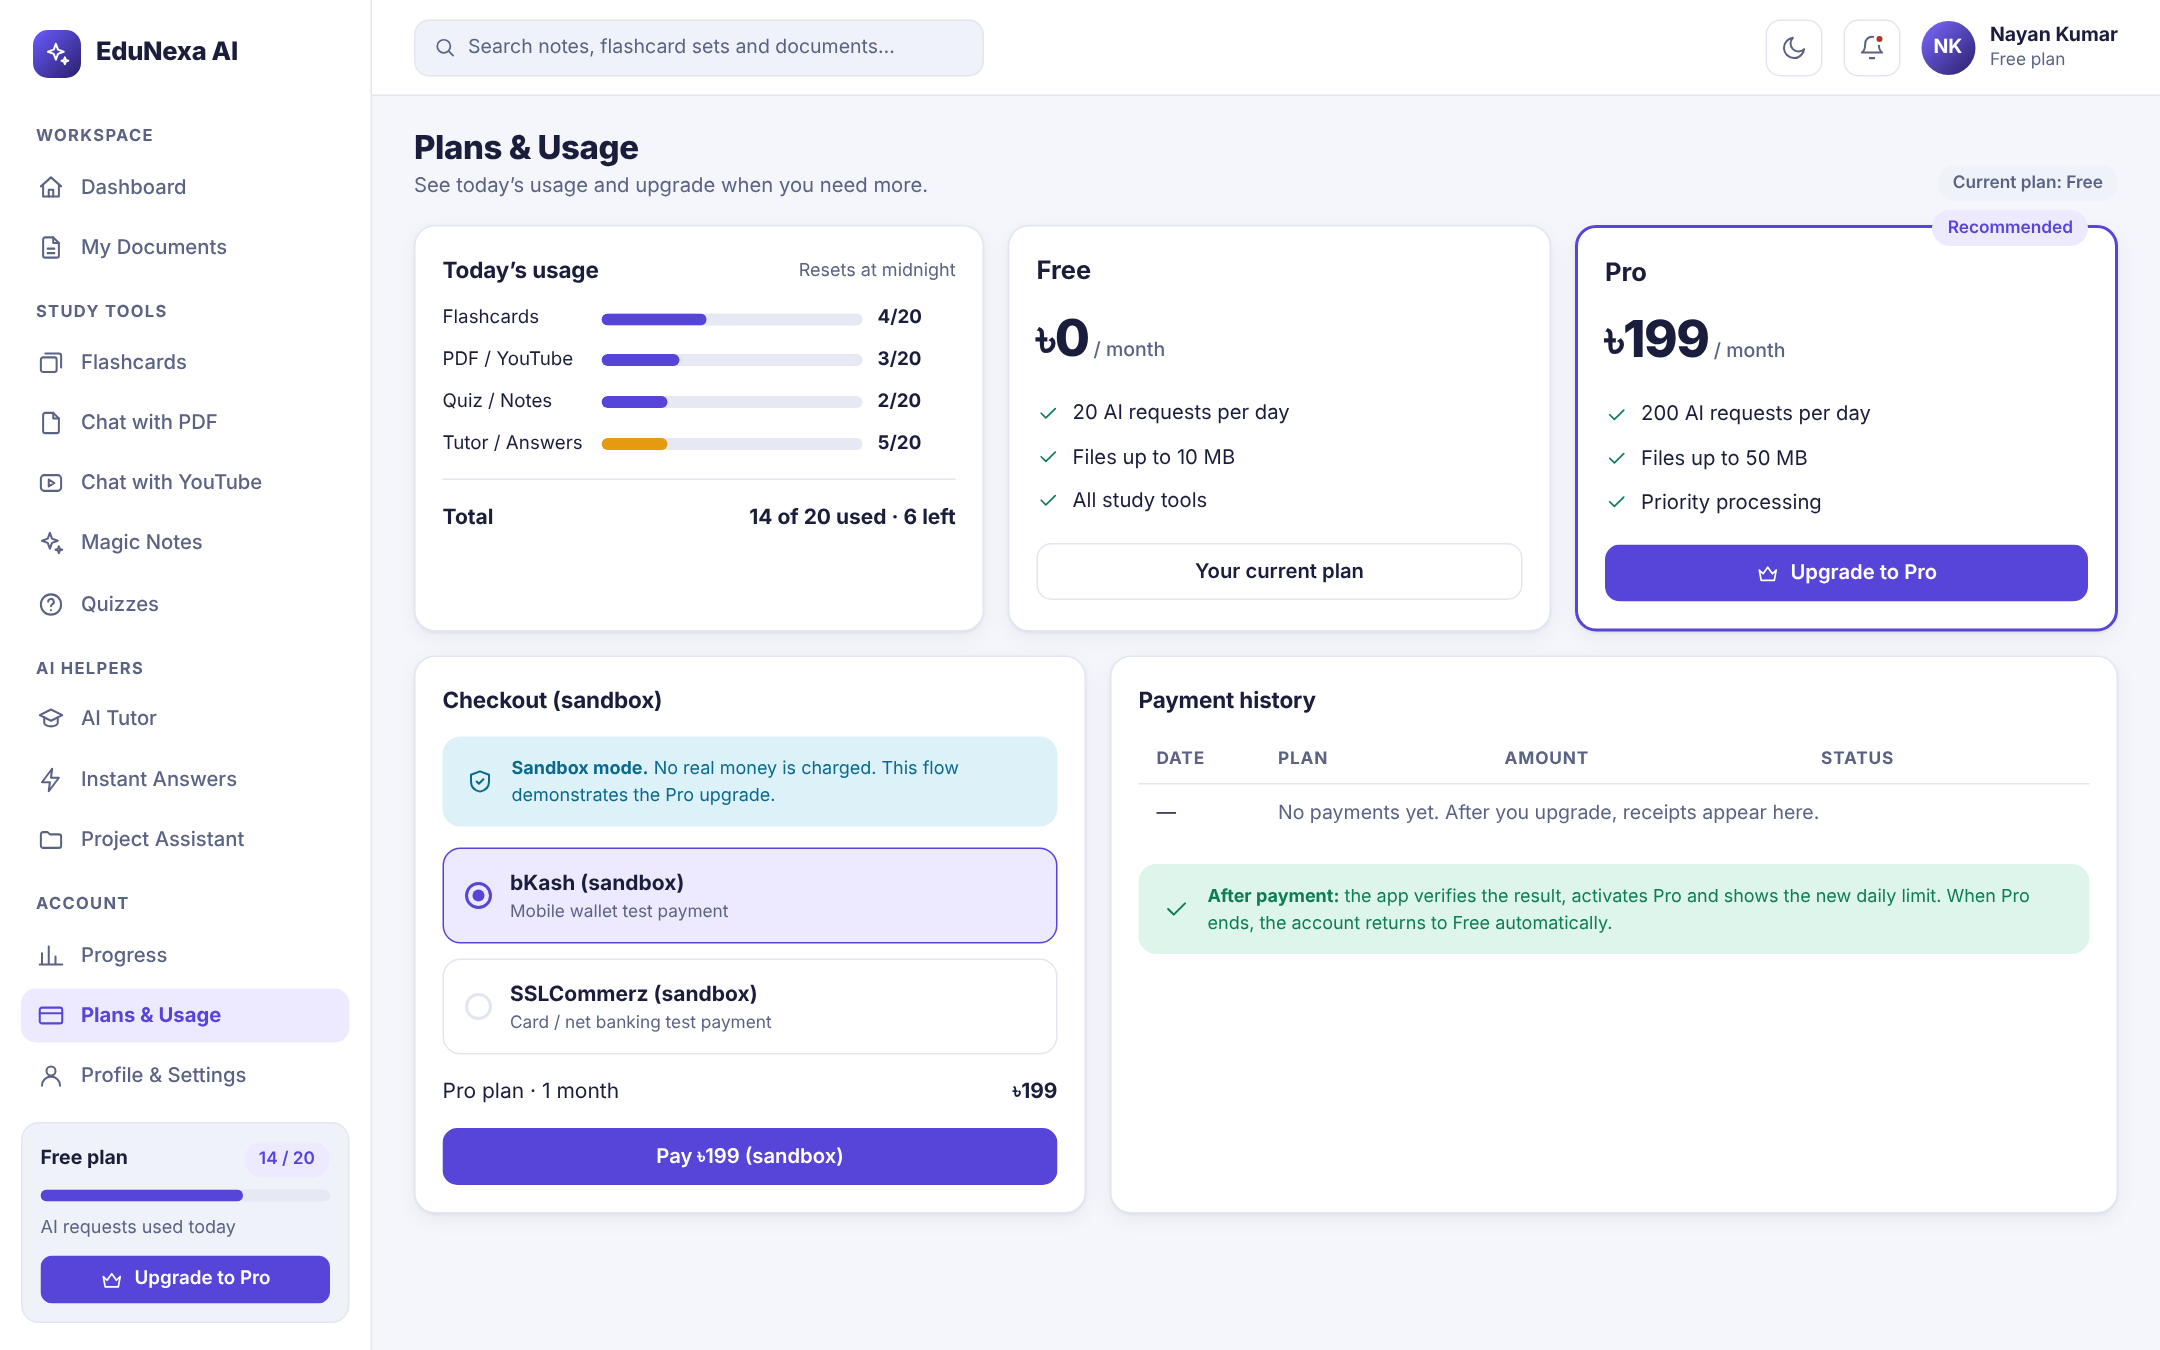 EduNexa AI
WORKSPACE
Dashboard
My Documents
STUDY TOOLS
Flashcards
Chat with PDF
Chat with YouTube
Magic Notes
Quizzes
AI HELPERS
AI Tutor
Instant Answers
Project Assistant
ACCOUNT
Progress
Plans & Usage
Profile & Settings
Free plan
14 / 20
AI requests used today
Upgrade to Pro
Search notes, flashcard sets and documents...
NK
Nayan Kumar
Free plan
Plans & Usage
See today’s usage and upgrade when you need more.
Current plan: Free
Today’s usage
Resets at midnight
Flashcards 4/20
PDF / YouTube 3/20
Quiz / Notes 2/20
Tutor / Answers 5/20
Total 14 of 20 used · 6 left
Free
৳0 / month
20 AI requests per day
Files up to 10 MB
All study tools
Your current plan
Recommended
Pro
৳199 / month
200 AI requests per day
Files up to 50 MB
Priority processing
Upgrade to Pro
Checkout (sandbox)
Sandbox mode. No real money is charged. This flow
demonstrates the Pro upgrade.
bKash (sandbox)
Mobile wallet test payment
SSLCommerz (sandbox)
Card / net banking test payment
Pro plan · 1 month ৳199
Pay ৳199 (sandbox)
Payment history
DATE PLAN AMOUNT STATUS
— No payments yet. After you upgrade, receipts appear here.
After payment: the app verifies the result, activates Pro and shows the new daily limit. When Pro
ends, the account returns to Free automatically.